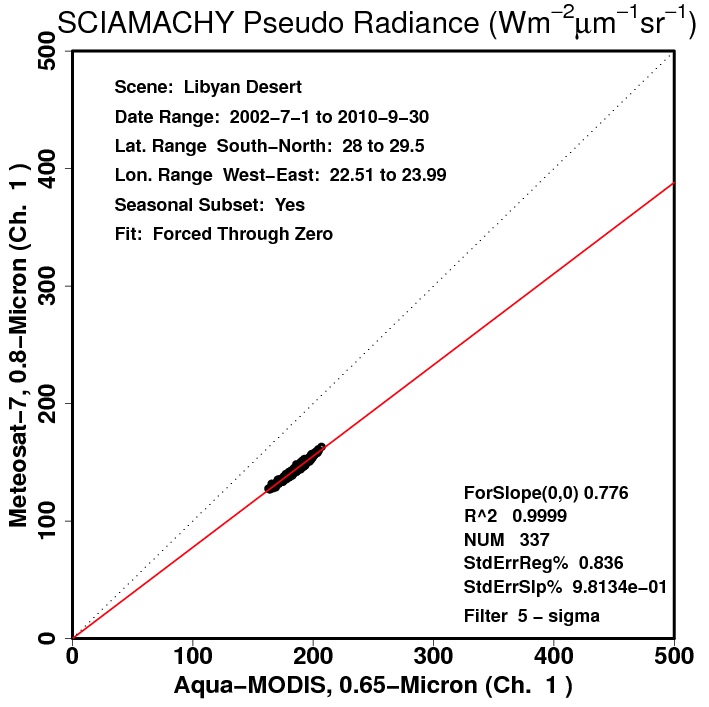 SCIAMACHY Pseudo Radiance (Wm−2μm−1sr−1)
Scene: Libyan Desert
Date Range: 2002−7−1 to 2010−9−30
Lat. Range South−North: 28 to 29.5
Lon. Range West−East: 22.51 to 23.99
Seasonal Subset: Yes
Fit: Forced Through Zero
Meteosat−7, 0.8−Micron (Ch. 1 )
500
400
300
200
100
0
ForSlope(0,0) 0.776
R^2 0.9999
NUM 337
StdErrReg% 0.836
StdErrSlp% 9.8134e−01
Filter 5 − sigma
0 100 200 300 400 500
Aqua−MODIS, 0.65−Micron (Ch. 1 )